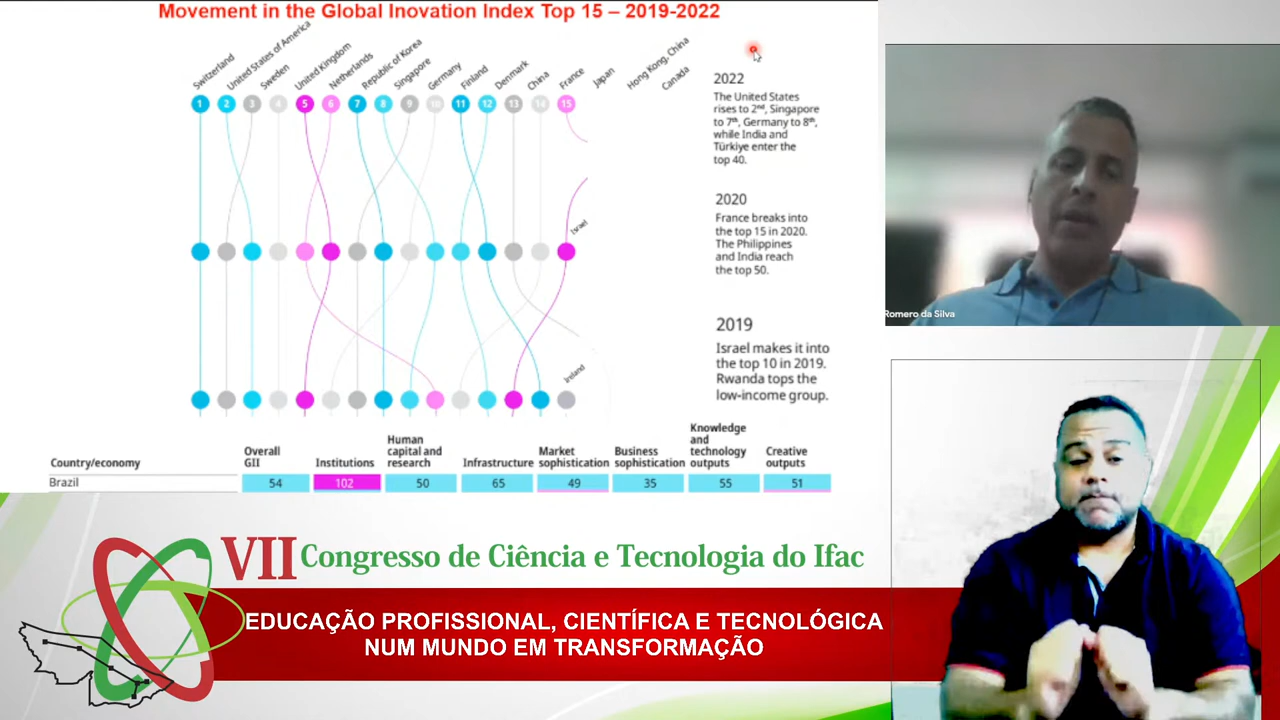 Movement in the Global Inovation Index Top 15 – 2019-2022
Switzerland
United States of America
Sweden
United Kingdom
Netherlands
Republic of Korea
Singapore
Germany
Finland
Denmark
China
France
Japan
Hong Kong, China
Canada
1 2 3 4 5 6 7 8 9 10 11 12 13 14 15
2022
The United States
rises to 2nd, Singapore
to 7th, Germany to 8th,
while India and
Türkiye enter the
top 40.
Israel
2020
France breaks into
the top 15 in 2020.
The Philippines
and India reach
the top 50.
Ireland
2019
Israel makes it into
the top 10 in 2019.
Rwanda tops the
low-income group.
Country/economy
Overall
GII
Institutions
Human
capital and
research
Infrastructure
Market
sophistication
Business
sophistication
Knowledge
and
technology
outputs
Creative
outputs
Brazil 54 102 50 65 49 35 55 51
Romero da Silva
VII Congresso de Ciência e Tecnologia do Ifac
EDUCAÇÃO PROFISSIONAL, CIENTÍFICA E TECNOLÓGICA
NUM MUNDO EM TRANSFORMAÇÃO